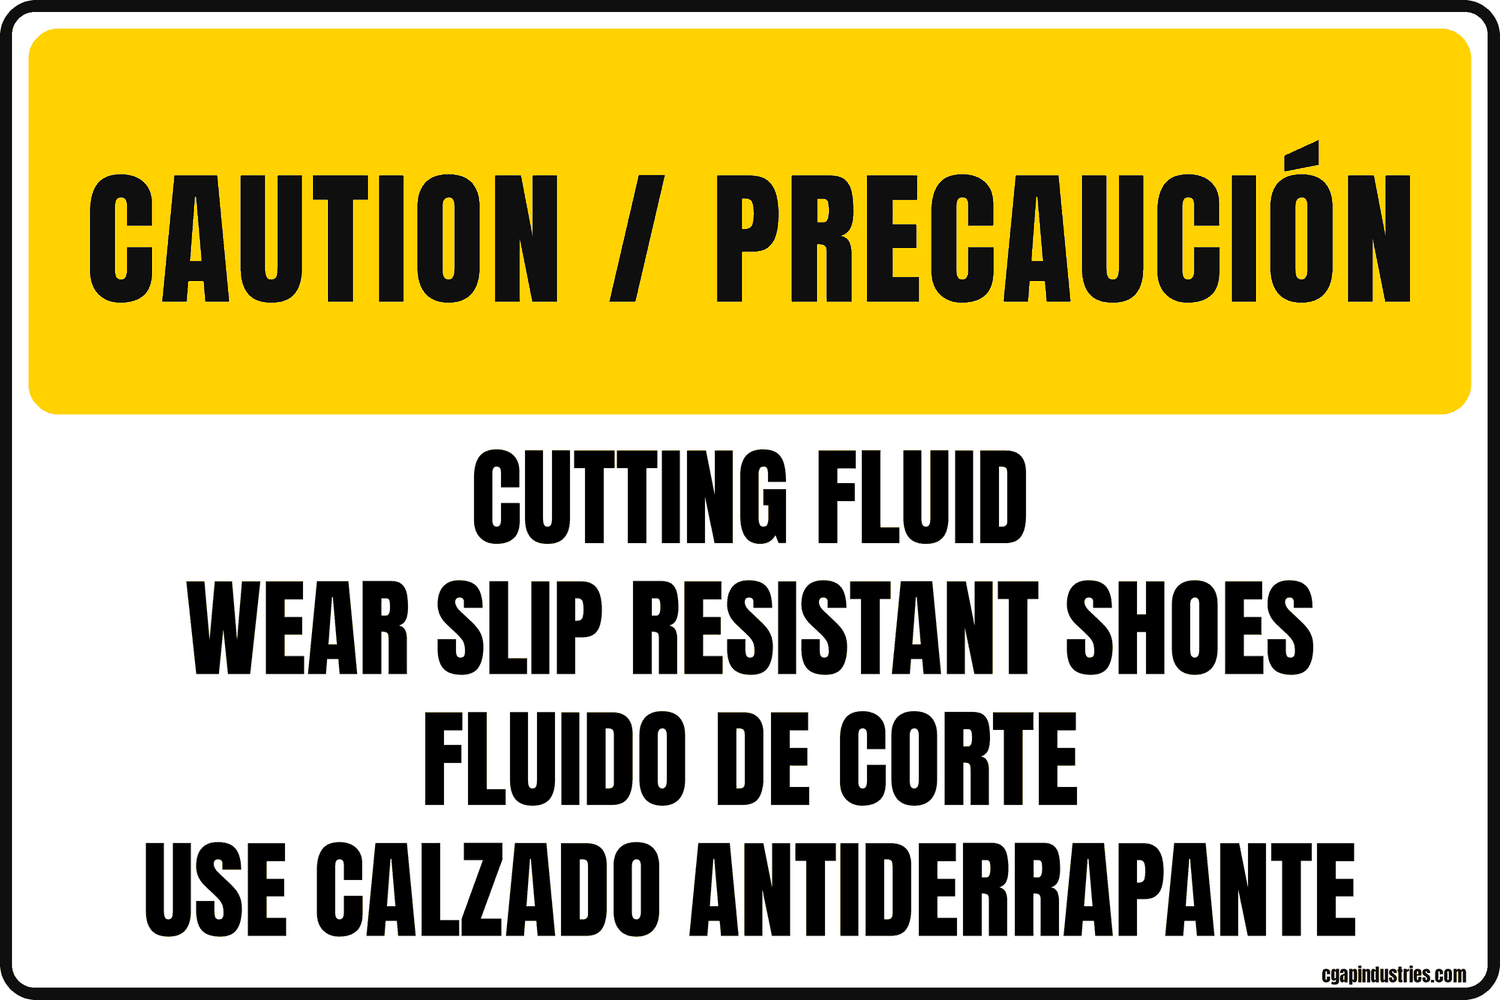 CAUTION / PRECAUCIÓN
CUTTING FLUID
WEAR SLIP RESISTANT SHOES
FLUIDO DE CORTE
USE CALZADO ANTIDERRAPANTE
cgapindustries.com